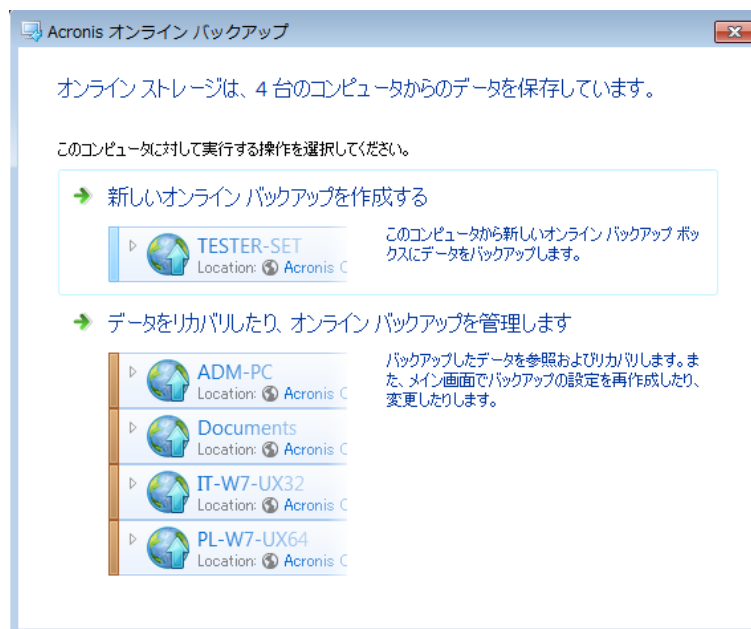 Acronis オンライン バックアップ
オンライン ストレージは、4 台のコンピュータからのデータを保存しています。
このコンピュータに対して実行する操作を選択してください。
新しいオンライン バックアップを作成する
TESTER-SET
Location: Acronis C
このコンピュータから新しいオンライン バックアップ ボッ
クスにデータをバックアップします。
データをリカバリしたり、オンライン バックアップを管理します
ADM-PC
Location: Acronis C
Documents
Location: Acronis C
IT-W7-UX32
Location: Acronis C
PL-W7-UX64
Location: Acronis C
バックアップしたデータを参照およびリカバリします。ま
た、メイン画面でバックアップの設定を再作成したり、
変更したりします。